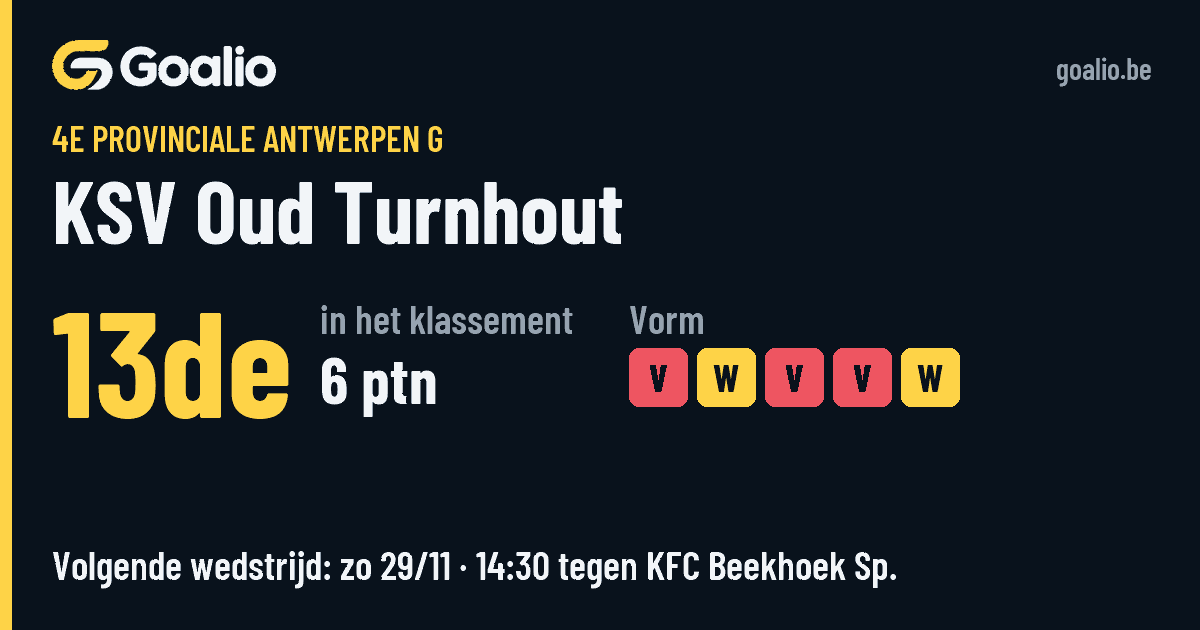 Goalio
goalio.be
4E PROVINCIALE ANTWERPEN G
KSV Oud Turnhout
13de
in het klassement
6 ptn
Vorm
V W V V W
Volgende wedstrijd: zo 29/11 · 14:30 tegen KFC Beekhoek Sp.